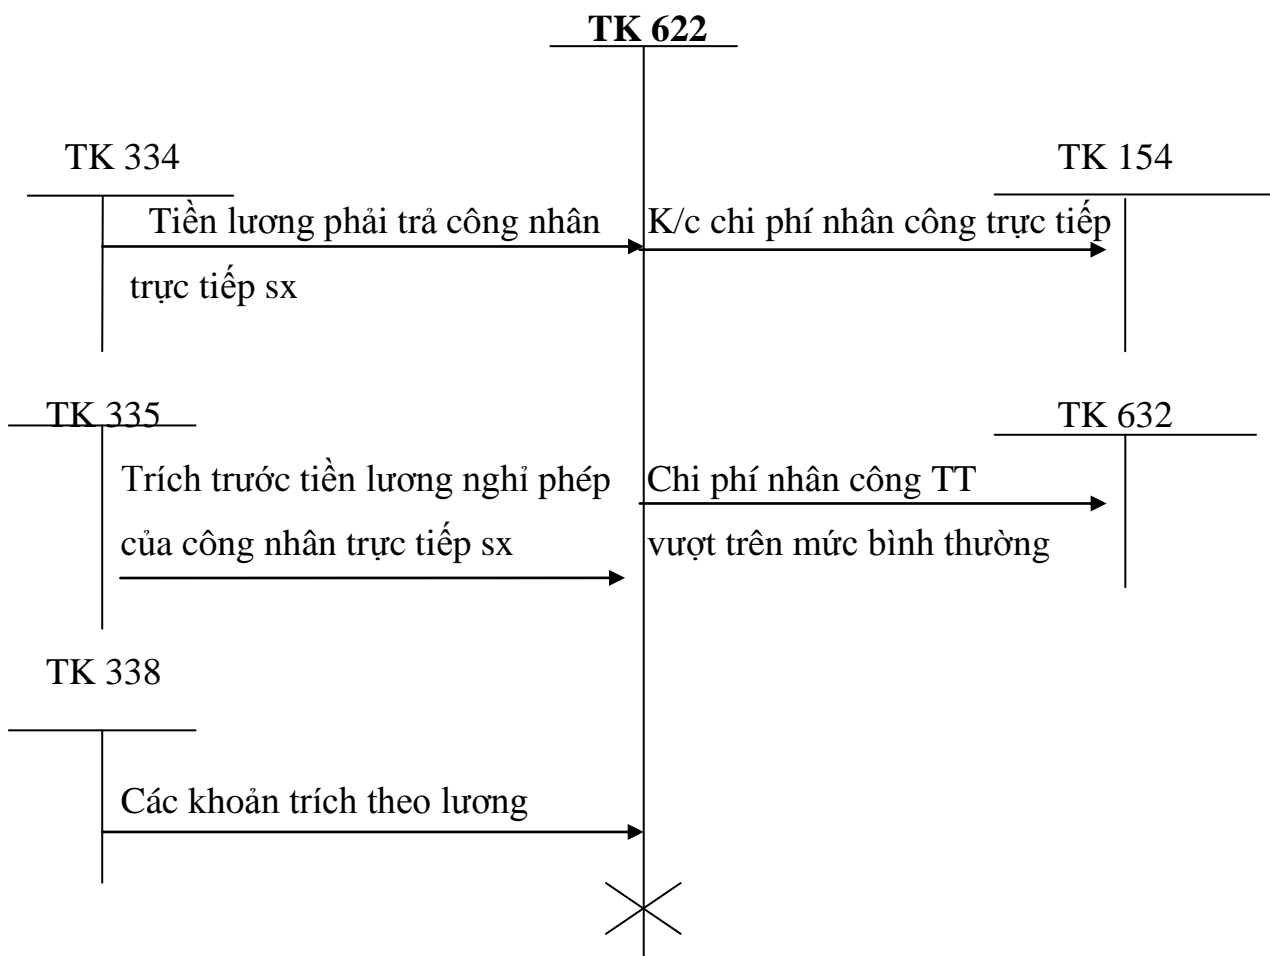 TK 622
TK 334
TK 154
Tiền lương phải trả công nhân
trực tiếp sx
K/c chi phí nhân công trực tiếp
TK 335
TK 632
Trích trước tiền lương nghỉ phép
của công nhân trực tiếp sx
Chi phí nhân công TT
vượt trên mức bình thường
TK 338
Các khoản trích theo lương